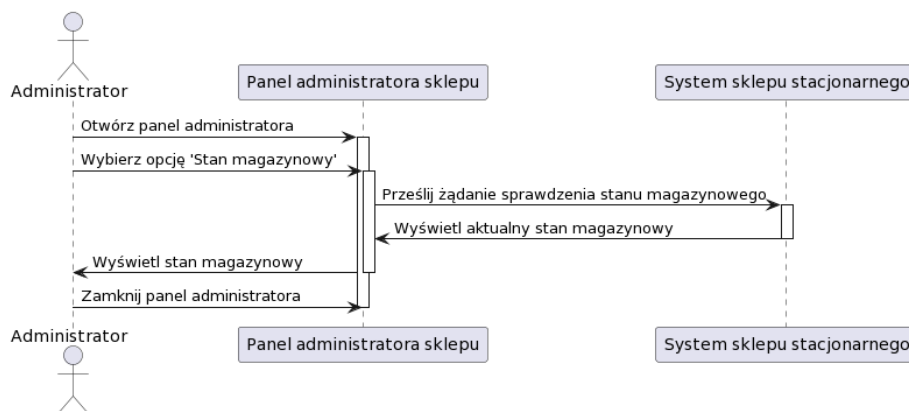 Administrator
Panel administratora sklepu
System sklepu stacjonarnego
Otwórz panel administratora
Wybierz opcję 'Stan magazynowy'
Prześlij żądanie sprawdzenia stanu magazynowego
Wyświetl aktualny stan magazynowy
Wyświetl stan magazynowy
Zamknij panel administratora
Administrator
Panel administratora sklepu
System sklepu stacjonarnego